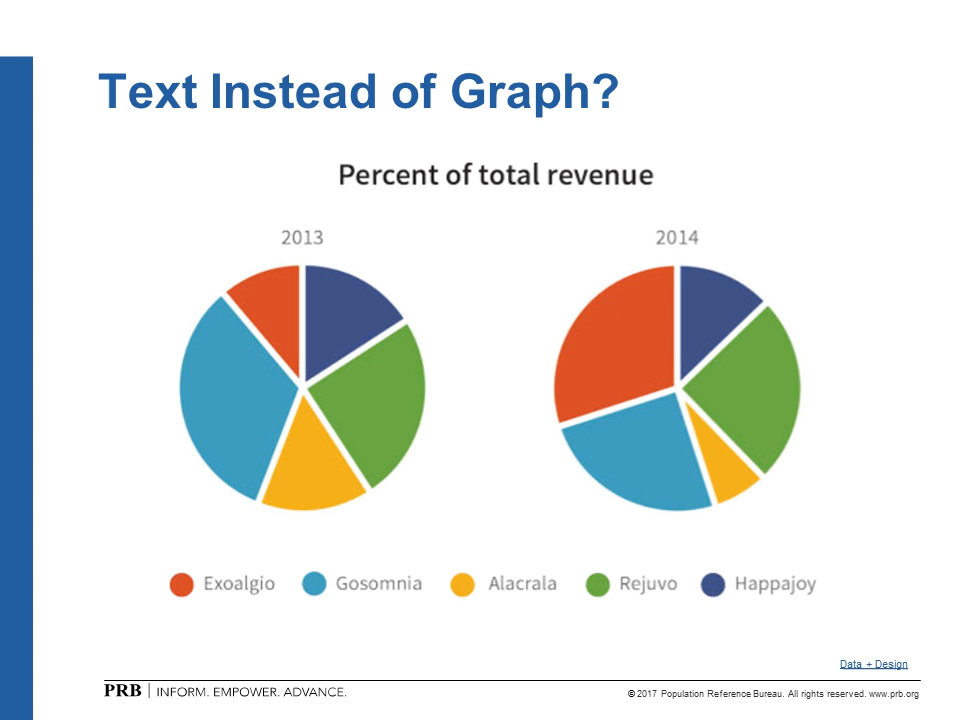 Text Instead of Graph?
Percent of total revenue
2013 2014
Exoalgio Gosomnia Alacrala Rejuvo Happajoy
Data + Design
PRB | INFORM. EMPOWER. ADVANCE. © 2017 Population Reference Bureau. All rights reserved. www.prb.org